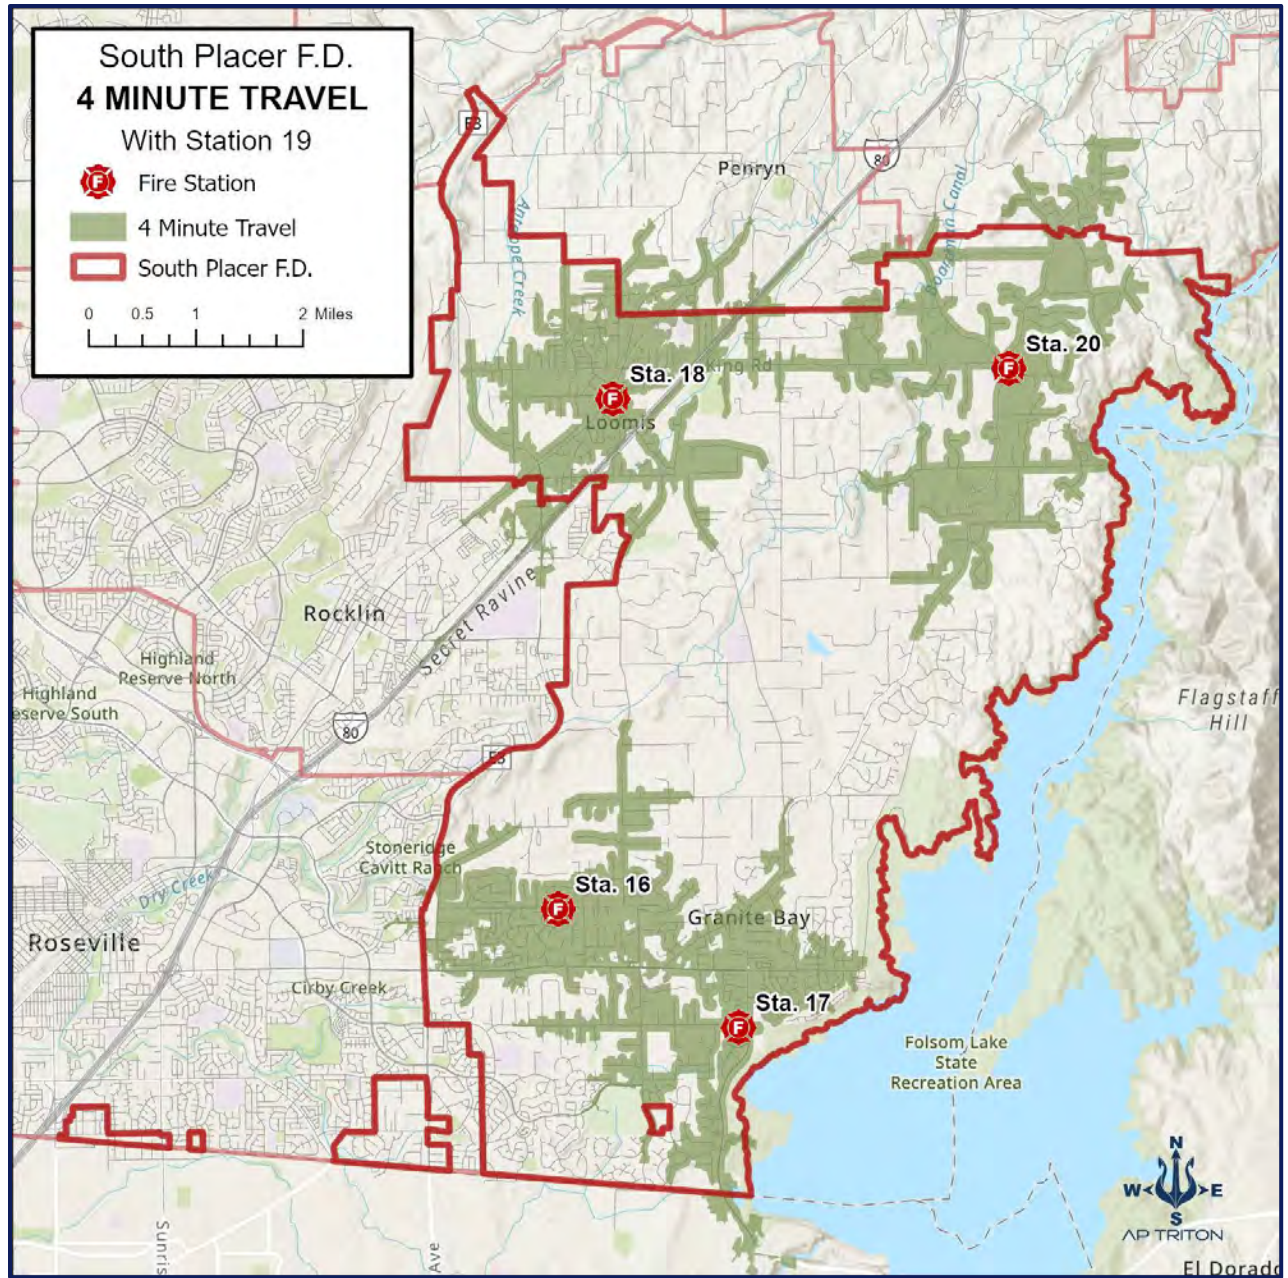 South Placer F.D.
4 MINUTE TRAVEL
With Station 19
F Fire Station
4 Minute Travel
South Placer F.D.
0 0.5 1 2 Miles
E3
Penryn
80
Antelope Creek
Boardman Canal
Sta. 20
F
King Rd
Sta. 18
F
Loomis
Rocklin
Secret Ravine
Highland
Reserve North
Highland
eserve South
80
E3
Flagstaff
Hill
Stoneridge
Cavitt Ranch
Dry Creek
Sta. 16
F
Granite Bay
Roseville
Cirby Creek
Sta. 17
F
Folsom Lake
State
Recreation Area
N
W E
S
AP TRITON
Sunris
Ave
El Dorado